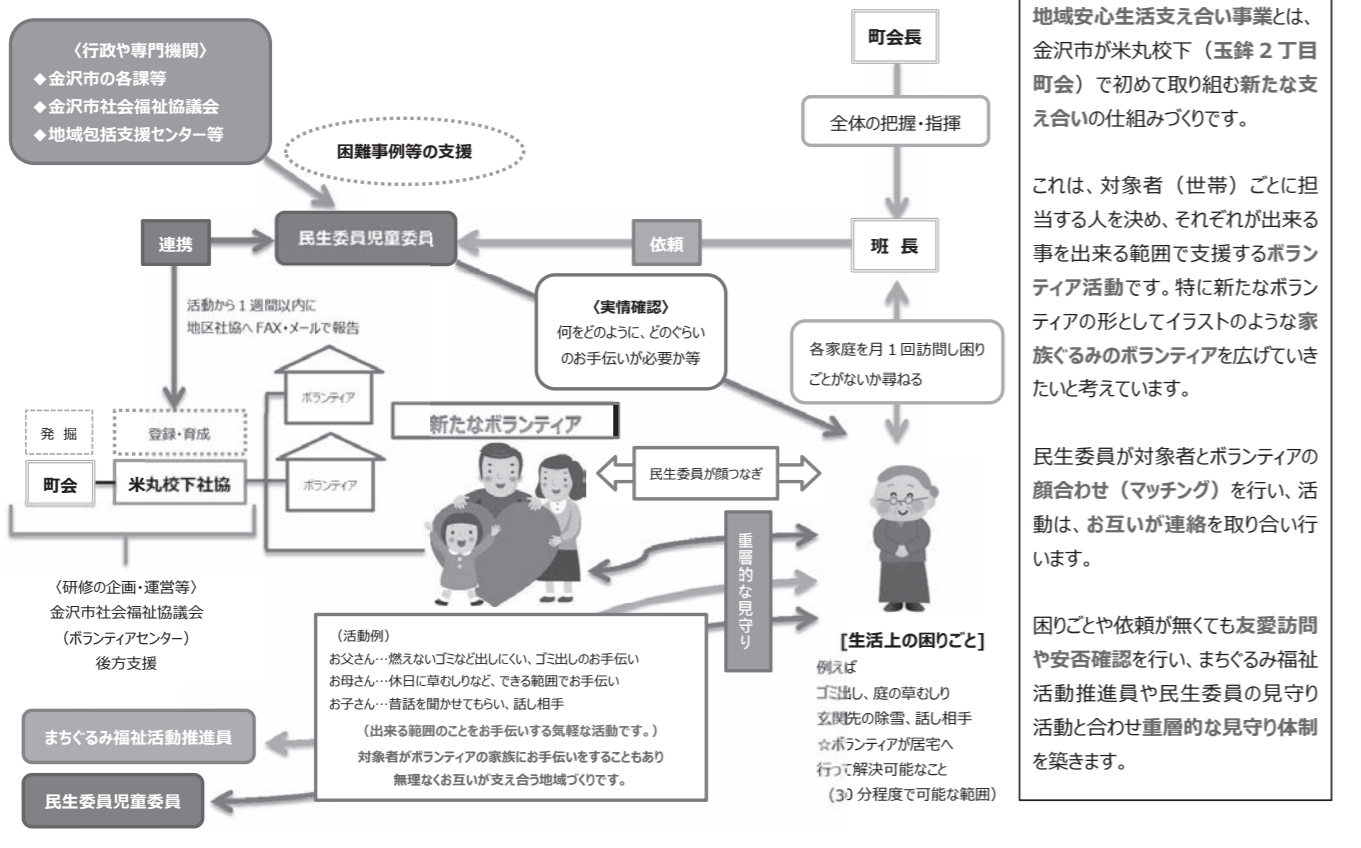 〈行政や専門機関〉
◆金沢市の各課等
◆金沢市社会福祉協議会
◆地域包括支援センター等
困難事例等の支援
町会長
全体の把握・指揮
連携
民生委員児童委員
依頼
班 長
活動から1週間以内に
地区社協へFAX・メールで報告
〈実情確認〉
何をどのように、どのぐらい
のお手伝いが必要か等
各家庭を月1回訪問し困り
ごとがないか尋ねる
ボランティア
発 掘
登録・育成
新たなボランティア
町会
米丸校下社協
ボランティア
民生委員が顔つなぎ
重層的な見守り
〈研修の企画・運営等〉
金沢市社会福祉協議会
(ボランティアセンター)
後方支援
(活動例)
お父さん…燃えないゴミなど出しにくい、ゴミ出しのお手伝い
お母さん…休日に草むしりなど、できる範囲でお手伝い
お子さん…昔話を聞かせてもらい、話し相手
(出来る範囲のことをお手伝いする気軽な活動です。)
対象者がボランティアの家族にお手伝いをすることもあり
無理なくお互いが支え合う地域づくりです。
まちぐるみ福祉活動推進員
民生委員児童委員
[生活上の困りごと]
例えば
ゴミ出し、庭の草むしり
玄関先の除雪、話し相手
☆ボランティアが居宅へ
行って解決可能なこと
(30分程度で可能な範囲)
地域安心生活支え合い事業とは、
金沢市が米丸校下(玉鉾2丁目
町会)で初めて取り組む新たな支
え合いの仕組みづくりです。
これは、対象者(世帯)ごとに担
当する人を決め、それぞれが出来る
事を出来る範囲で支援するボラン
ティア活動です。特に新たなボラン
ティアの形としてイラストのような家
族ぐるみのボランティアを広げていき
たいと考えています。
民生委員が対象者とボランティアの
顔合わせ(マッチング)を行い、活
動は、お互いが連絡を取り合い行
います。
困りごとや依頼が無くても友愛訪問
や安否確認を行い、まちぐるみ福祉
活動推進員や民生委員の見守り
活動と合わせ重層的な見守り体制
を築きます。